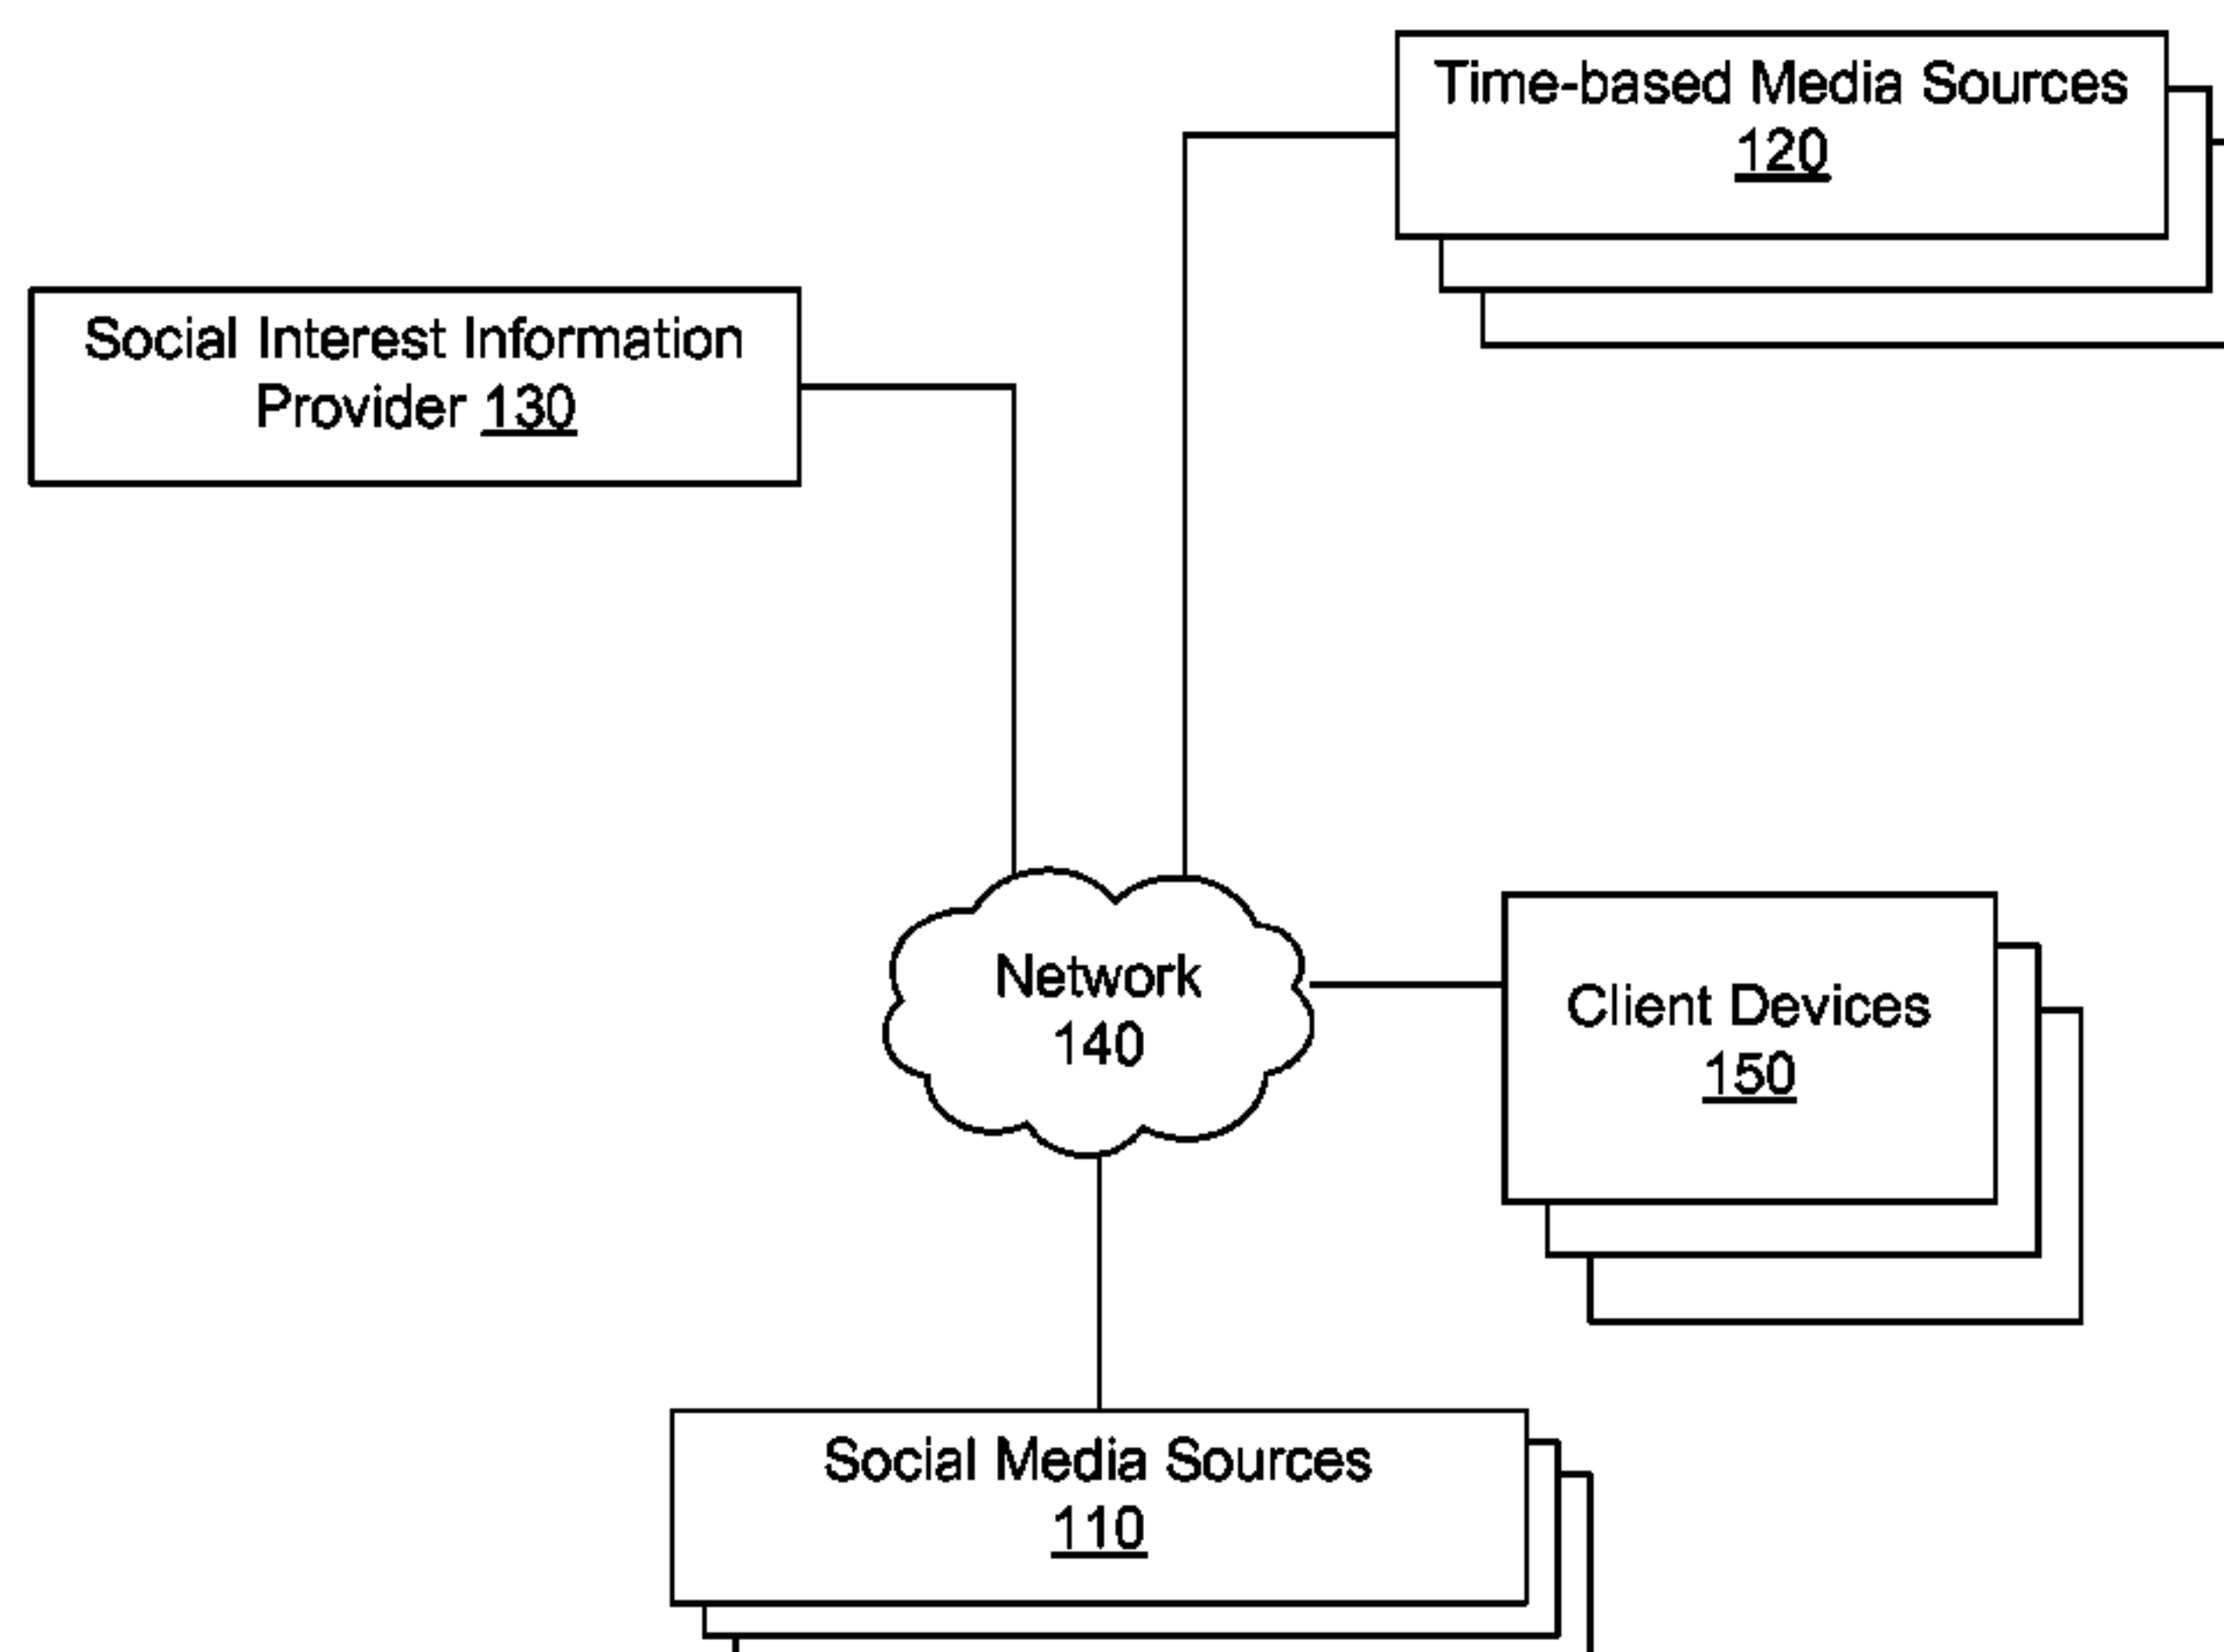 Time-based Media Sources
120
Social Interest Information
Provider 130
Network
140
Client Devices
150
Social Media Sources
110